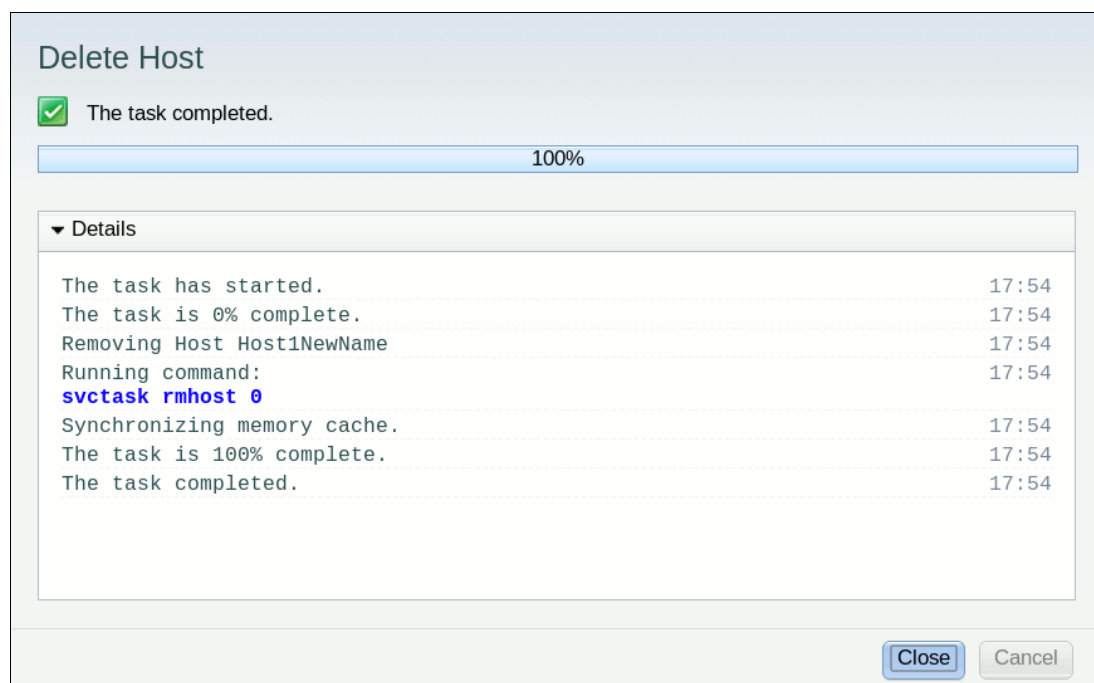 Delete Host
The task completed.
100%
Details
The task has started. 17:54
The task is 0% complete. 17:54
Removing Host Host1NewName 17:54
Running command: 17:54
svctask rmhost 0
Synchronizing memory cache. 17:54
The task is 100% complete. 17:54
The task completed. 17:54
Close Cancel